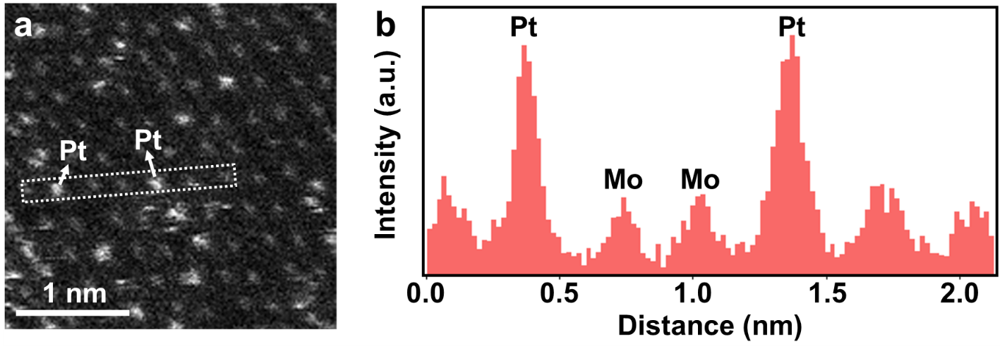 a
Pt
Pt
1 nm
b
Pt
Pt
Mo
Mo
Intensity (a.u.)
0.0
0.5
1.0
1.5
2.0
Distance (nm)